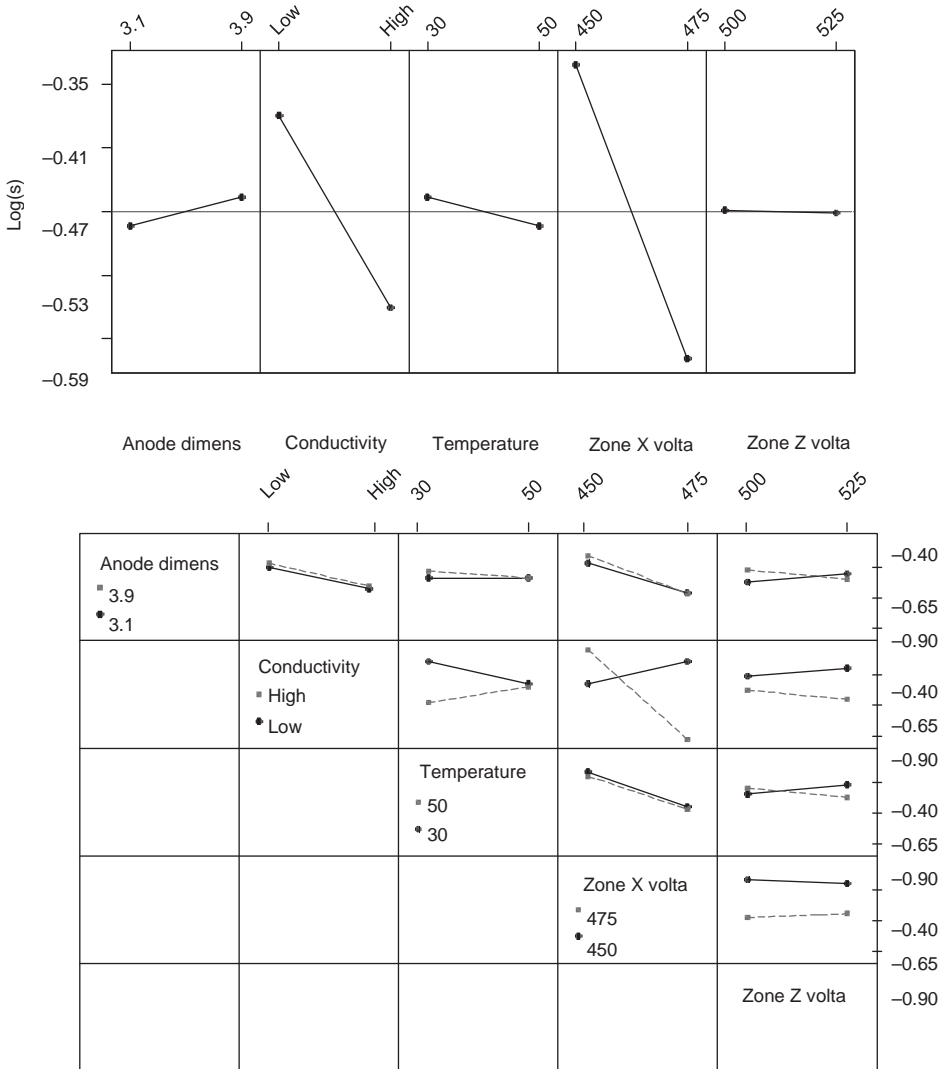 3.1 3.9 Low High 30 50 450 475 500 525
−0.35
−0.41
−0.47
−0.53
−0.59
Log(s)
Anode dimens Conductivity Temperature Zone X volta Zone Z volta
Low High 30 50 450 475 500 525
Anode dimens
3.9
3.1
−0.40
−0.65
−0.90
Conductivity
High
Low
−0.40
−0.65
−0.90
Temperature
50
30
−0.40
−0.65
−0.90
Zone X volta
475
450
−0.40
−0.65
−0.90
Zone Z volta